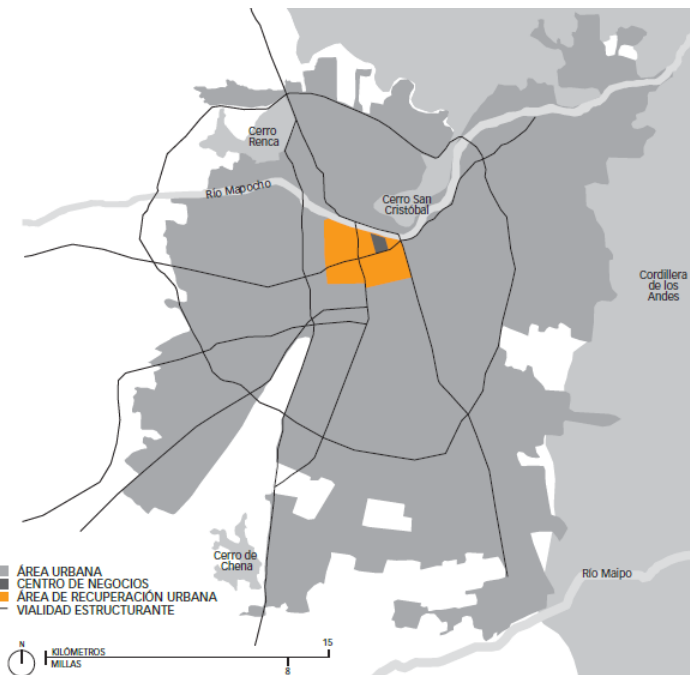 Cerro
Renca
Río Mapocho
Cerro San
Cristóbal
Cordillera
de los
Andes
Cerro de
Chena
Río Maipo
ÁREA URBANA
CENTRO DE NEGOCIOS
ÁREA DE RECUPERACIÓN URBANA
VIALIDAD ESTRUCTURANTE
N
KILÓMETROS
15
MILLAS
8